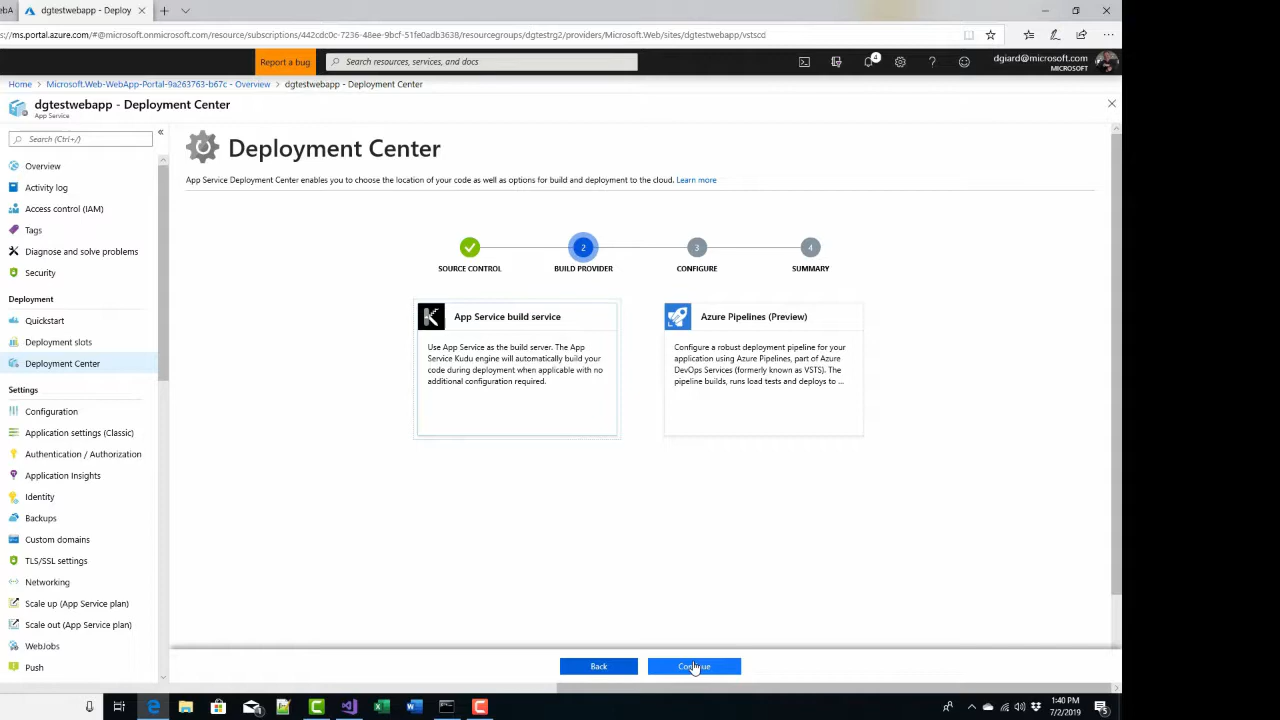 ebA
dgtestwebapp - Deploy
s://ms.portal.azure.com/#@microsoft.onmicrosoft.com/resource/subscriptions/442cdc0c-7236-48ee-9bcf-51fe0adb3638/resourcegroups/dgtestrg2/providers/Microsoft.Web/sites/dgtestwebapp/vstscd
Report a bug
Search resources, services, and docs
4
dgiard@microsoft.com
MICROSOFT
Home > Microsoft.Web-WebApp-Portal-9a263763-b67c - Overview > dgtestwebapp - Deployment Center
dgtestwebapp - Deployment Center
App Service
Search (Ctrl+/)
Overview
Activity log
Access control (IAM)
Tags
Diagnose and solve problems
Security
Deployment
Quickstart
Deployment slots
Deployment Center
Settings
Configuration
Application settings (Classic)
Authentication / Authorization
Application Insights
Identity
Backups
Custom domains
TLS/SSL settings
Networking
Scale up (App Service plan)
Scale out (App Service plan)
WebJobs
Push
Deployment Center
App Service Deployment Center enables you to choose the location of your code as well as options for build and deployment to the cloud. Learn more
2 3 4
SOURCE CONTROL BUILD PROVIDER CONFIGURE SUMMARY
App Service build service
Use App Service as the build server. The App
Service Kudu engine will automatically build your
code during deployment when applicable with no
additional configuration required.
Azure Pipelines (Preview)
Configure a robust deployment pipeline for your
application using Azure Pipelines, part of Azure
DevOps Services (formerly known as VSTS). The
pipeline builds, runs load tests and deploys to ...
Back
Continue
1:40 PM
7/2/2019
5